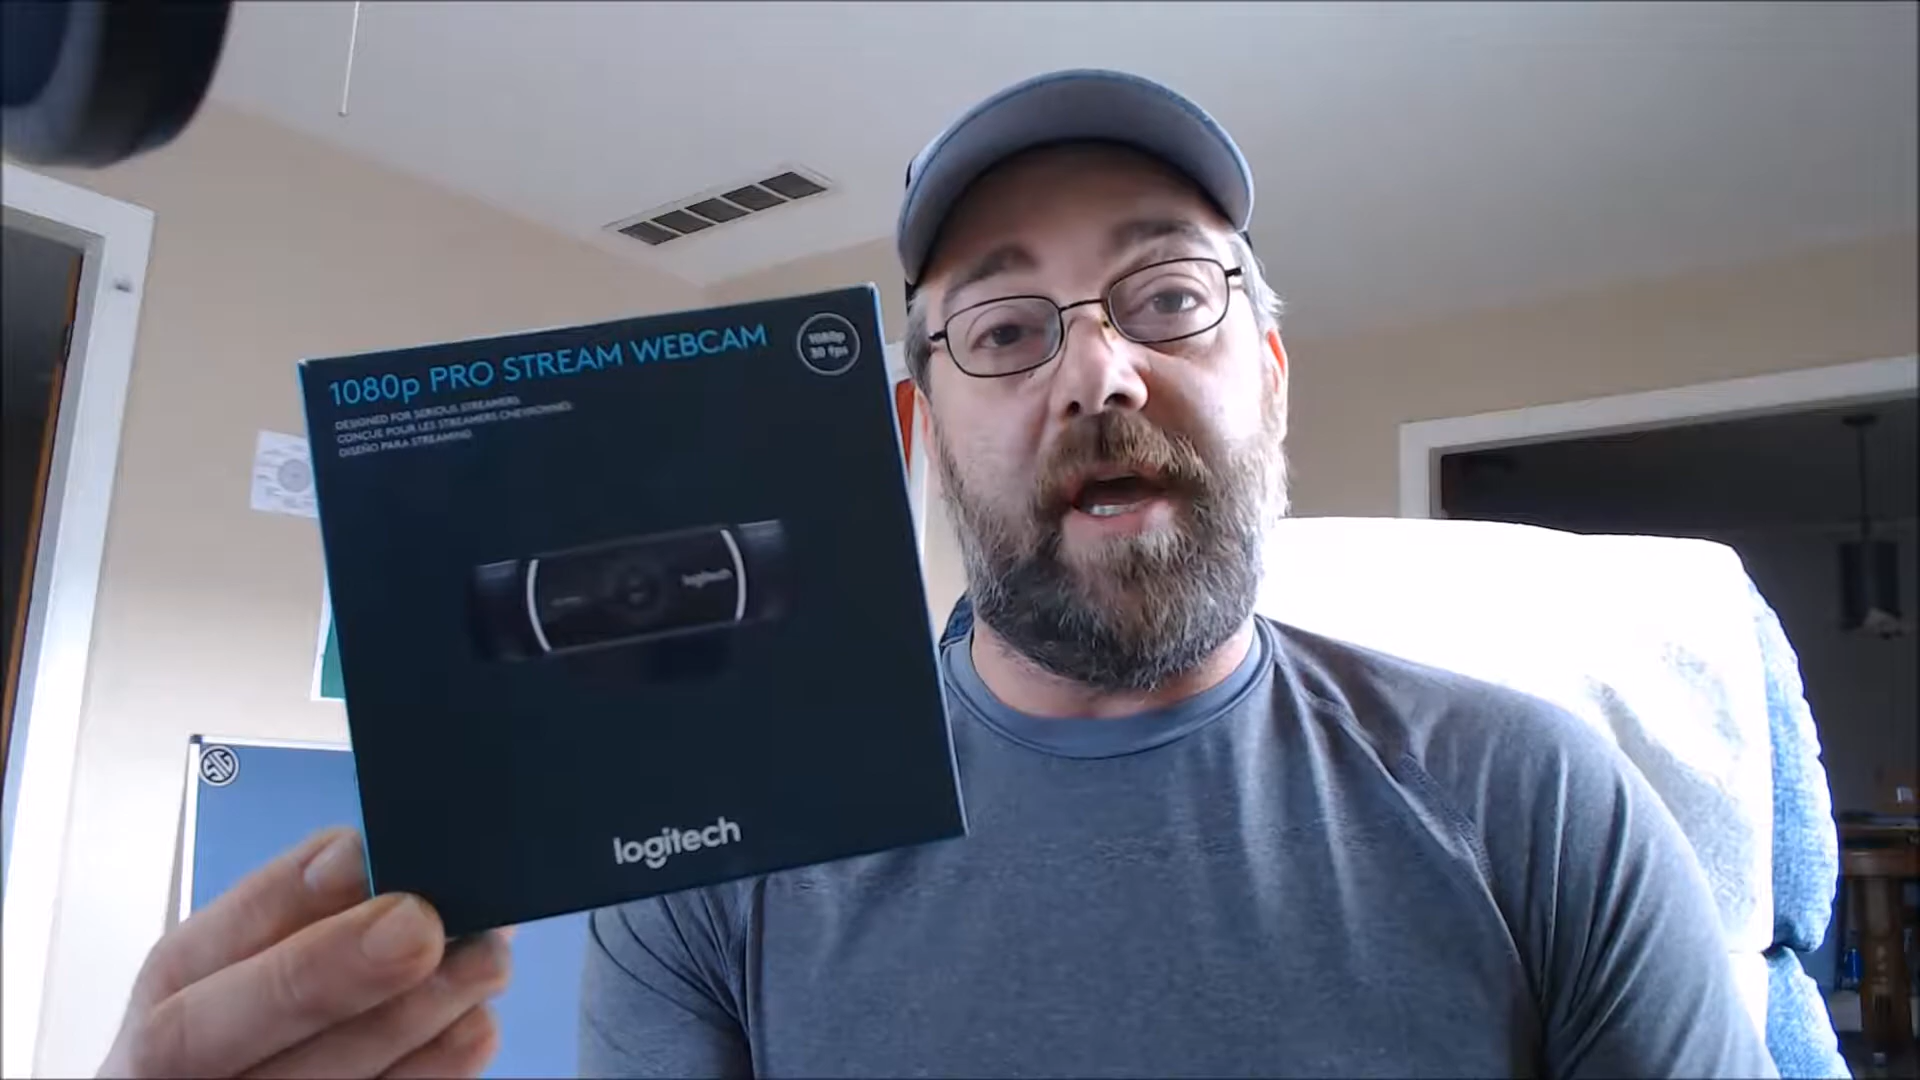 1080p PRO STREAM WEBCAM
1080p
30 fps
DESIGNED FOR SERIOUS STREAMERS
CONÇUE POUR LES STREAMERS CHEVRONNÉS
DISEÑO PARA STREAMING
logitech
logitech
SIG